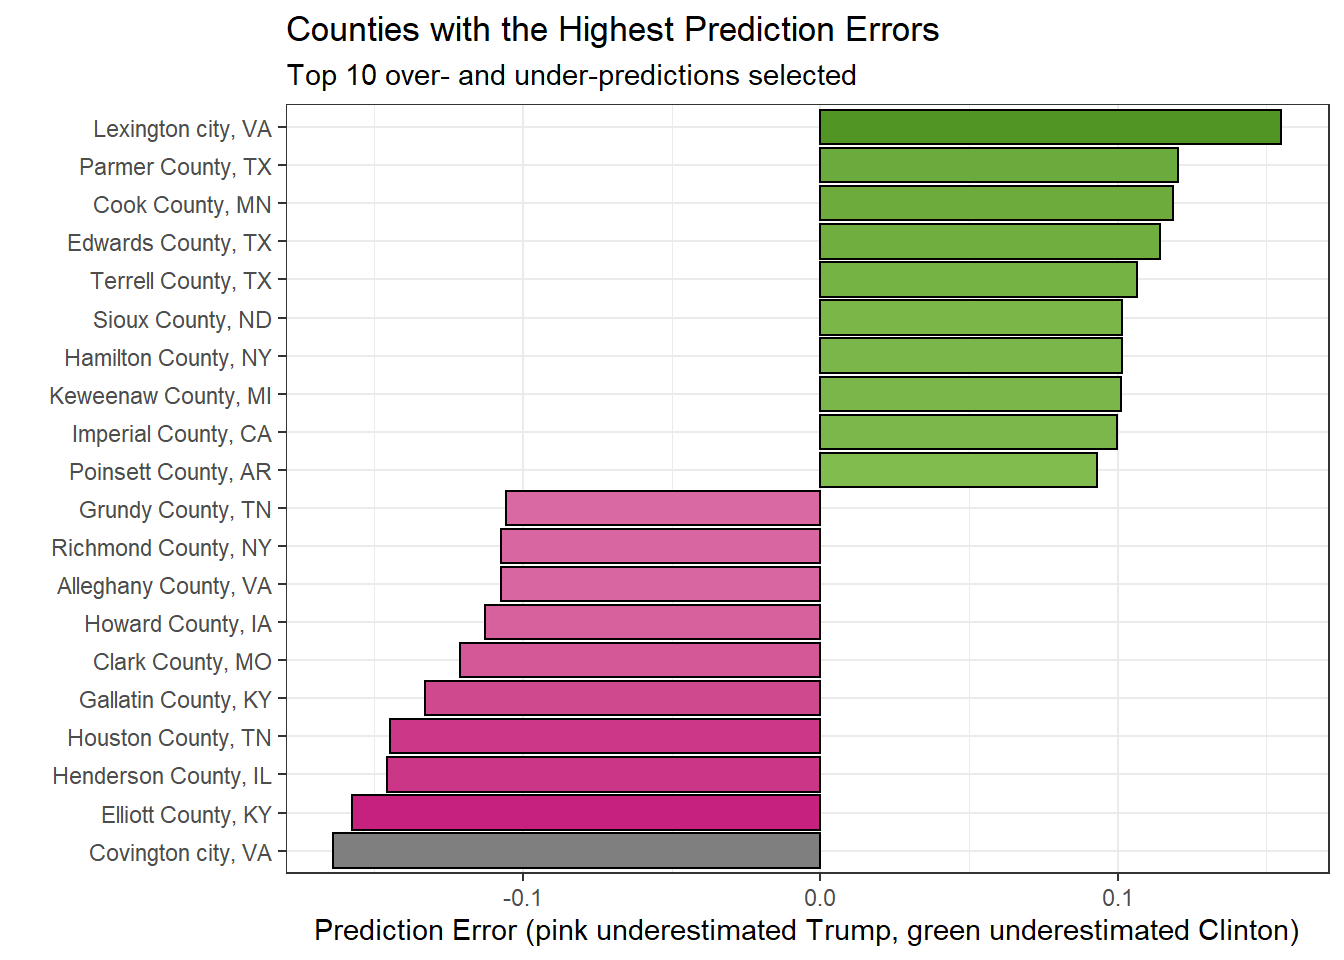 Counties with the Highest Prediction Errors
Top 10 over- and under-predictions selected
Lexington city, VA
Parmer County, TX
Cook County, MN
Edwards County, TX
Terrell County, TX
Sioux County, ND
Hamilton County, NY
Keweenaw County, MI
Imperial County, CA
Poinsett County, AR
Grundy County, TN
Richmond County, NY
Alleghany County, VA
Howard County, IA
Clark County, MO
Gallatin County, KY
Houston County, TN
Henderson County, IL
Elliott County, KY
Covington city, VA
-0.1 0.0 0.1
Prediction Error (pink underestimated Trump, green underestimated Clinton)